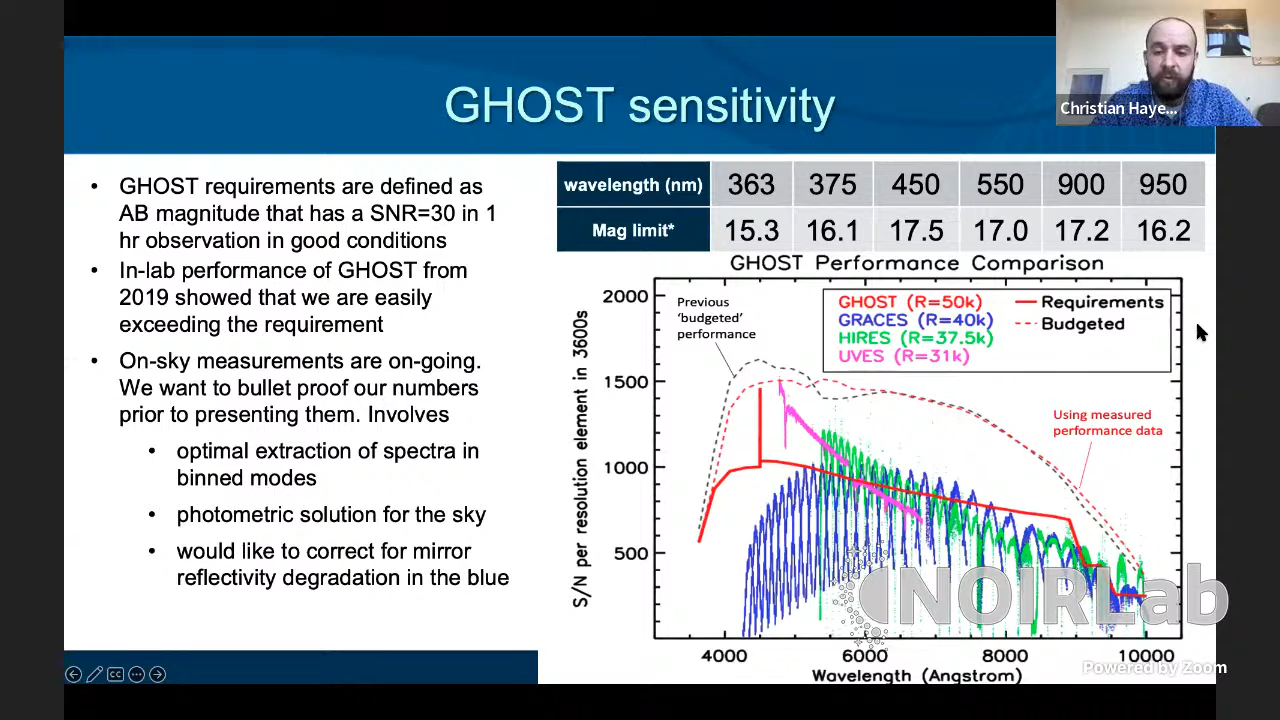 GHOST sensitivity
Christian Haye...
• GHOST requirements are defined as
AB magnitude that has a SNR=30 in 1
hr observation in good conditions
• In-lab performance of GHOST from
2019 showed that we are easily
exceeding the requirement
• On-sky measurements are on-going.
We want to bullet proof our numbers
prior to presenting them. Involves
• optimal extraction of spectra in
binned modes
• photometric solution for the sky
• would like to correct for mirror
reflectivity degradation in the blue
wavelength (nm) 363 375 450 550 900 950
Mag limit* 15.3 16.1 17.5 17.0 17.2 16.2
GHOST Performance Comparison
S/N per resolution element in 3600s
2000
1500
1000
500
Previous
'budgeted'
performance
GHOST (R=50k)
GRACES (R=40k)
HIRES (R=37.5k)
UVES (R=31k)
Requirements
Budgeted
Using measured
performance data
4000 6000 8000 10000
Wavelength (Angstrom)
NOIRLab
Powered by Zoom
CC